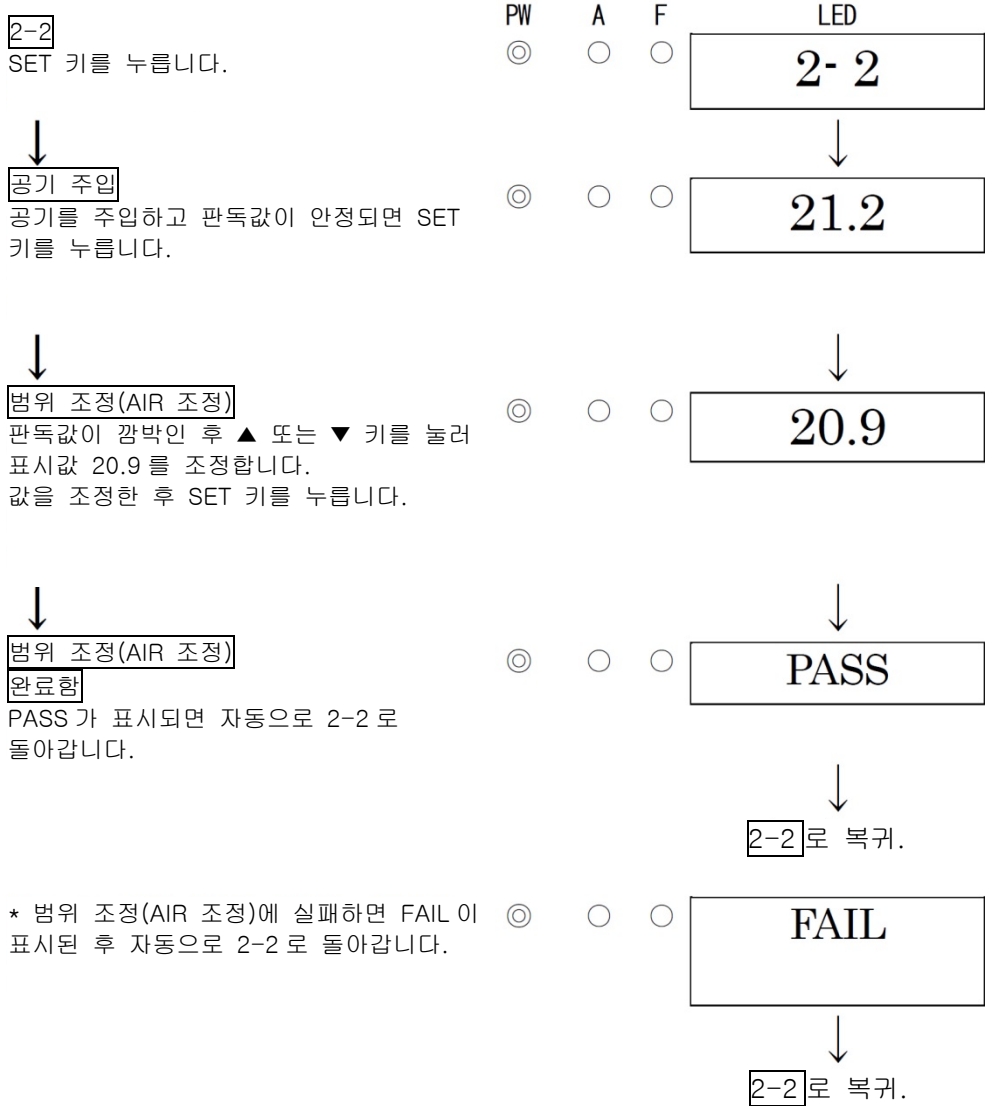 PW A F LED
2-2
SET 키를 누릅니다.
◎ ○ ○ 2- 2
↓ ↓
공기 주입
공기를 주입하고 판독값이 안정되면 SET
키를 누릅니다.
◎ ○ ○ 21.2
↓ ↓
범위 조정(AIR 조정)
판독값이 깜박인 후 ▲ 또는 ▼ 키를 눌러
표시값 20.9 를 조정합니다.
값을 조정한 후 SET 키를 누릅니다.
◎ ○ ○ 20.9
↓ ↓
범위 조정(AIR 조정)
완료함
PASS 가 표시되면 자동으로 2-2 로
돌아갑니다.
◎ ○ ○ PASS
↓
2-2 로 복귀.
* 범위 조정(AIR 조정)에 실패하면 FAIL 이
표시된 후 자동으로 2-2 로 돌아갑니다.
◎ ○ ○ FAIL
↓
2-2 로 복귀.